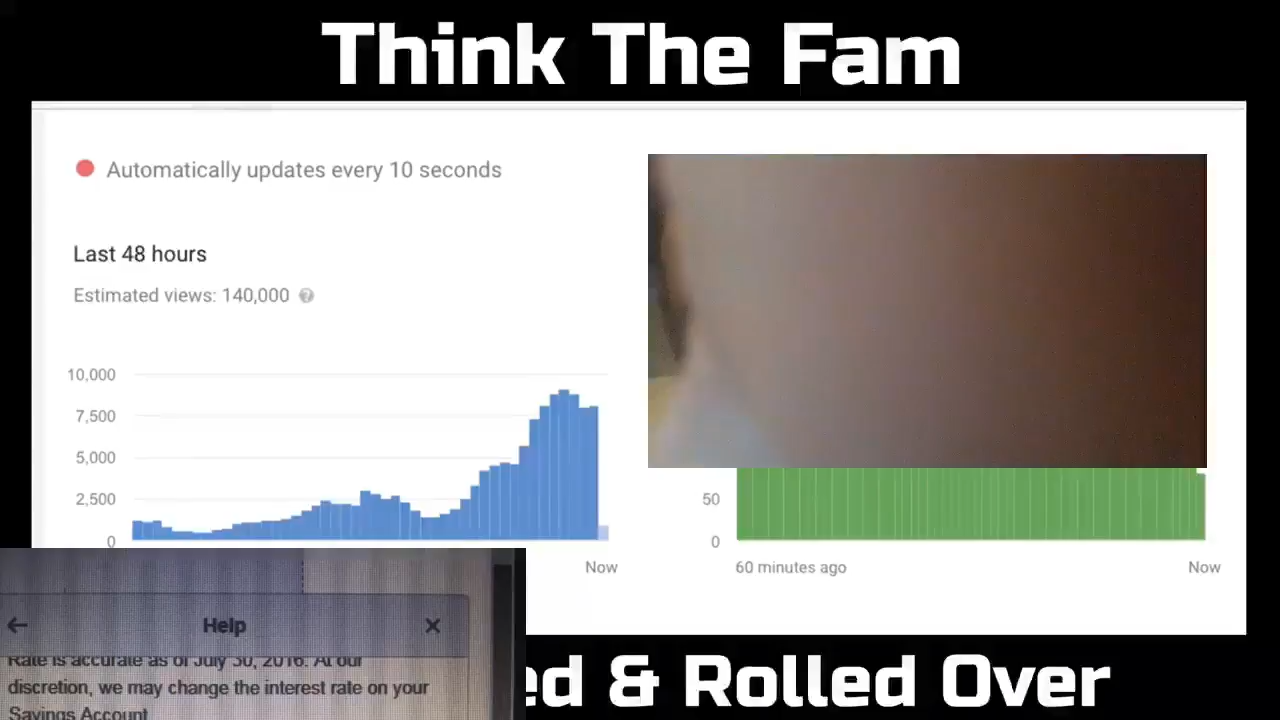 Think The Fam
Automatically updates every 10 seconds
Last 48 hours
Estimated views: 140,000 ?
10,000
7,500
5,000
2,500
0
Now
50
0
60 minutes ago
Now
Help
Rate is accurate as of July 30, 2016. At our
discretion, we may change the interest rate on your
Savings Account
& Rolled Over